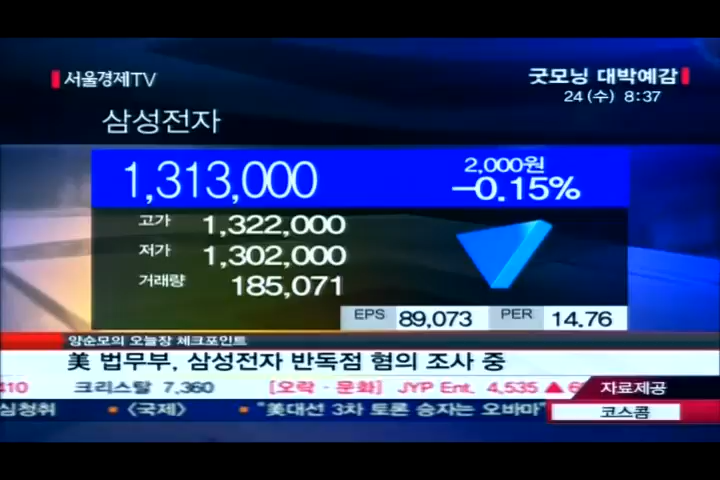 서울경제TV
굿모닝 대박예감
24(수) 8:37
삼성전자
1,313,000 2,000원 -0.15%
고가 1,322,000
저가 1,302,000
거래량 185,071
EPS 89,073 PER 14.76
양순모의 오늘장 체크포인트
美 법무부, 삼성전자 반독점 혐의 조사 중
410 크리스탈 7,360 [오락·문화] JYP Ent. 4,535 ▲ 자료제공
심청취 〈국제〉 "美대선 3차 토론 승자는 오바마" 코스콤